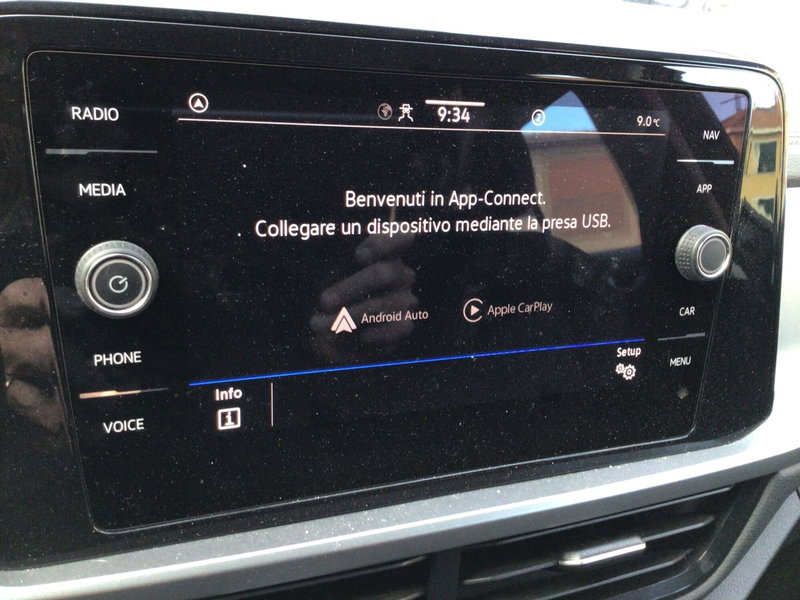 RADIO
9:34
2
9.0°C
NAV
MEDIA
APP
Benvenuti in App-Connect.
Collegare un dispositivo mediante la presa USB.
Android Auto
Apple CarPlay
CAR
PHONE
Setup
MENU
Info
VOICE